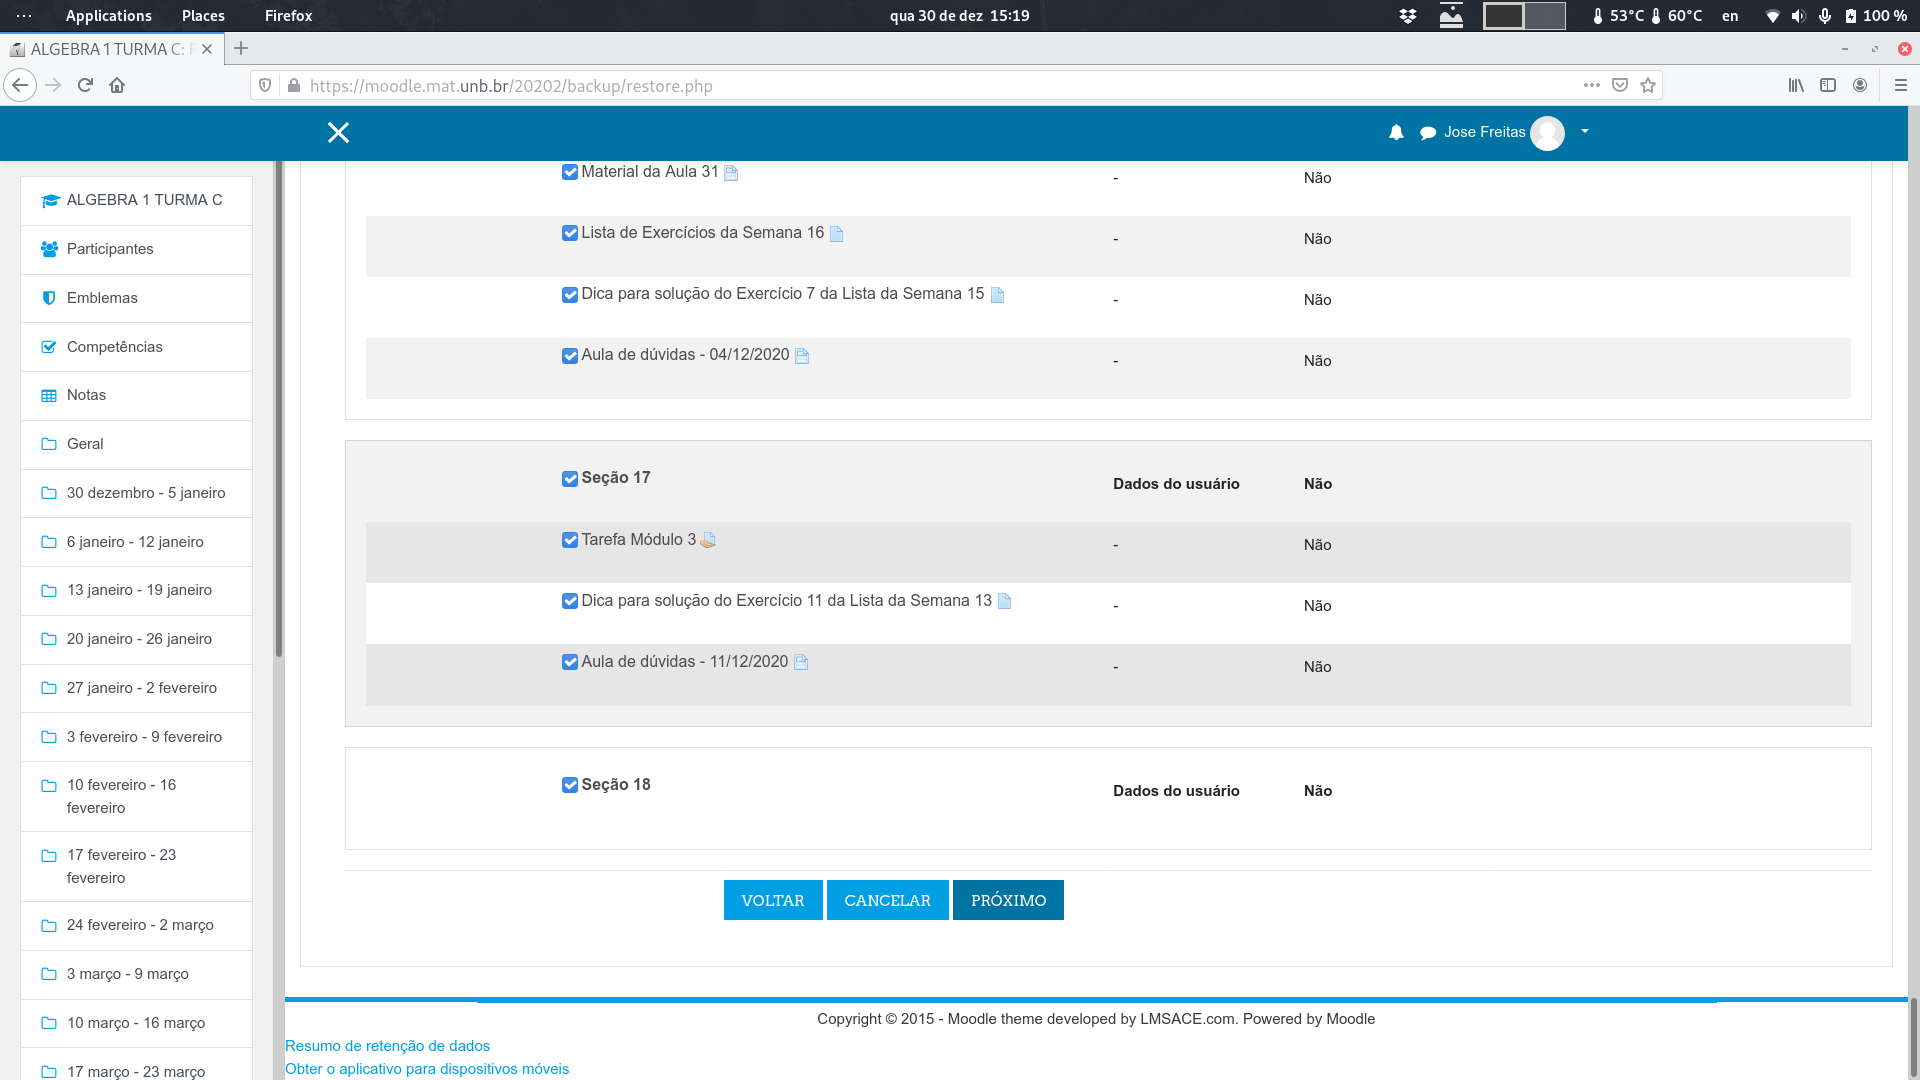 Applications Places Firefox qua 30 de dez 15:19 53°C 60°C en 100 %
ALGEBRA 1 TURMA C:
https://moodle.mat.unb.br/20202/backup/restore.php
Jose Freitas
ALGEBRA 1 TURMA C
Participantes
Emblemas
Competências
Notas
Geral
30 dezembro - 5 janeiro
6 janeiro - 12 janeiro
13 janeiro - 19 janeiro
20 janeiro - 26 janeiro
27 janeiro - 2 fevereiro
3 fevereiro - 9 fevereiro
10 fevereiro - 16
fevereiro
17 fevereiro - 23
fevereiro
24 fevereiro - 2 março
3 março - 9 março
10 março - 16 março
17 março - 23 março
Material da Aula 31 - Não
Lista de Exercícios da Semana 16 - Não
Dica para solução do Exercício 7 da Lista da Semana 15 - Não
Aula de dúvidas - 04/12/2020 - Não
Seção 17 Dados do usuário Não
Tarefa Módulo 3 - Não
Dica para solução do Exercício 11 da Lista da Semana 13 - Não
Aula de dúvidas - 11/12/2020 - Não
Seção 18 Dados do usuário Não
VOLTAR CANCELAR PRÓXIMO
Copyright © 2015 - Moodle theme developed by LMSACE.com. Powered by Moodle
Resumo de retenção de dados
Obter o aplicativo para dispositivos móveis